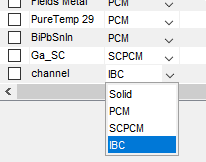 Fields Metal PCM
PureTemp 29 PCM
BiPbSnIn PCM
Ga_SC SCPCM
channel IBC
Solid
PCM
SCPCM
IBC